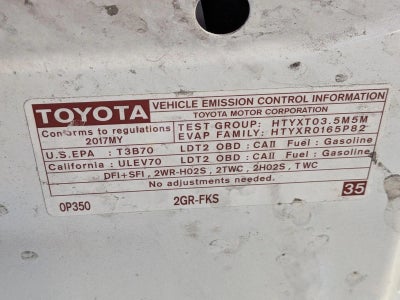 TOYOTA VEHICLE EMISSION CONTROL INFORMATION
TOYOTA MOTOR CORPORATION
Conforms to regulations TEST GROUP: HTYXT03.5M5M
2017MY EVAP FAMILY: HTYXR0165P82
U.S.EPA : T3B70 LDT2 OBD : CAII Fuel : Gasoline
California : ULEV70 LDT2 OBD : CAII Fuel : Gasoline
DFI+SFI, 2WR-HO2S, 2TWC, 2HO2S, TWC
No adjustments needed.
0P350 2GR-FKS 35